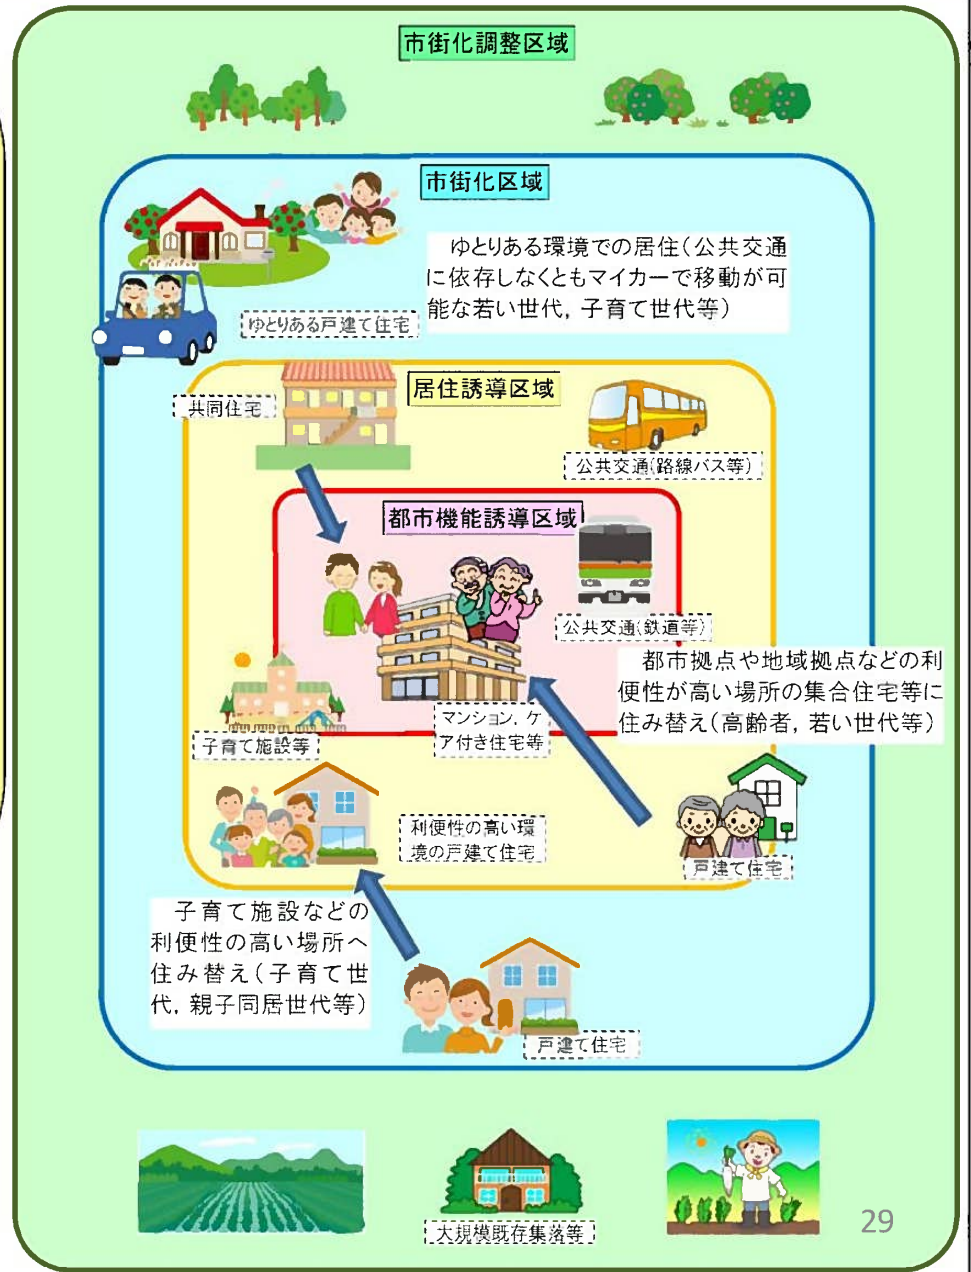 市街化調整区域
市街化区域
ゆとりある環境での居住(公共交通
に依存しなくともマイカーで移動が可
能な若い世代,子育て世代等)
ゆとりある戸建て住宅
居住誘導区域
共同住宅
公共交通(路線バス等)
都市機能誘導区域
公共交通(鉄道等)
都市拠点や地域拠点などの利
便性が高い場所の集合住宅等に
住み替え(高齢者,若い世代等)
マンション,ケ
ア付き住宅等
子育て施設等
利便性の高い環
境の戸建て住宅
戸建て住宅
子育て施設などの
利便性の高い場所へ
住み替え(子育て世
代,親子同居世代等)
戸建て住宅
大規模既存集落等
29